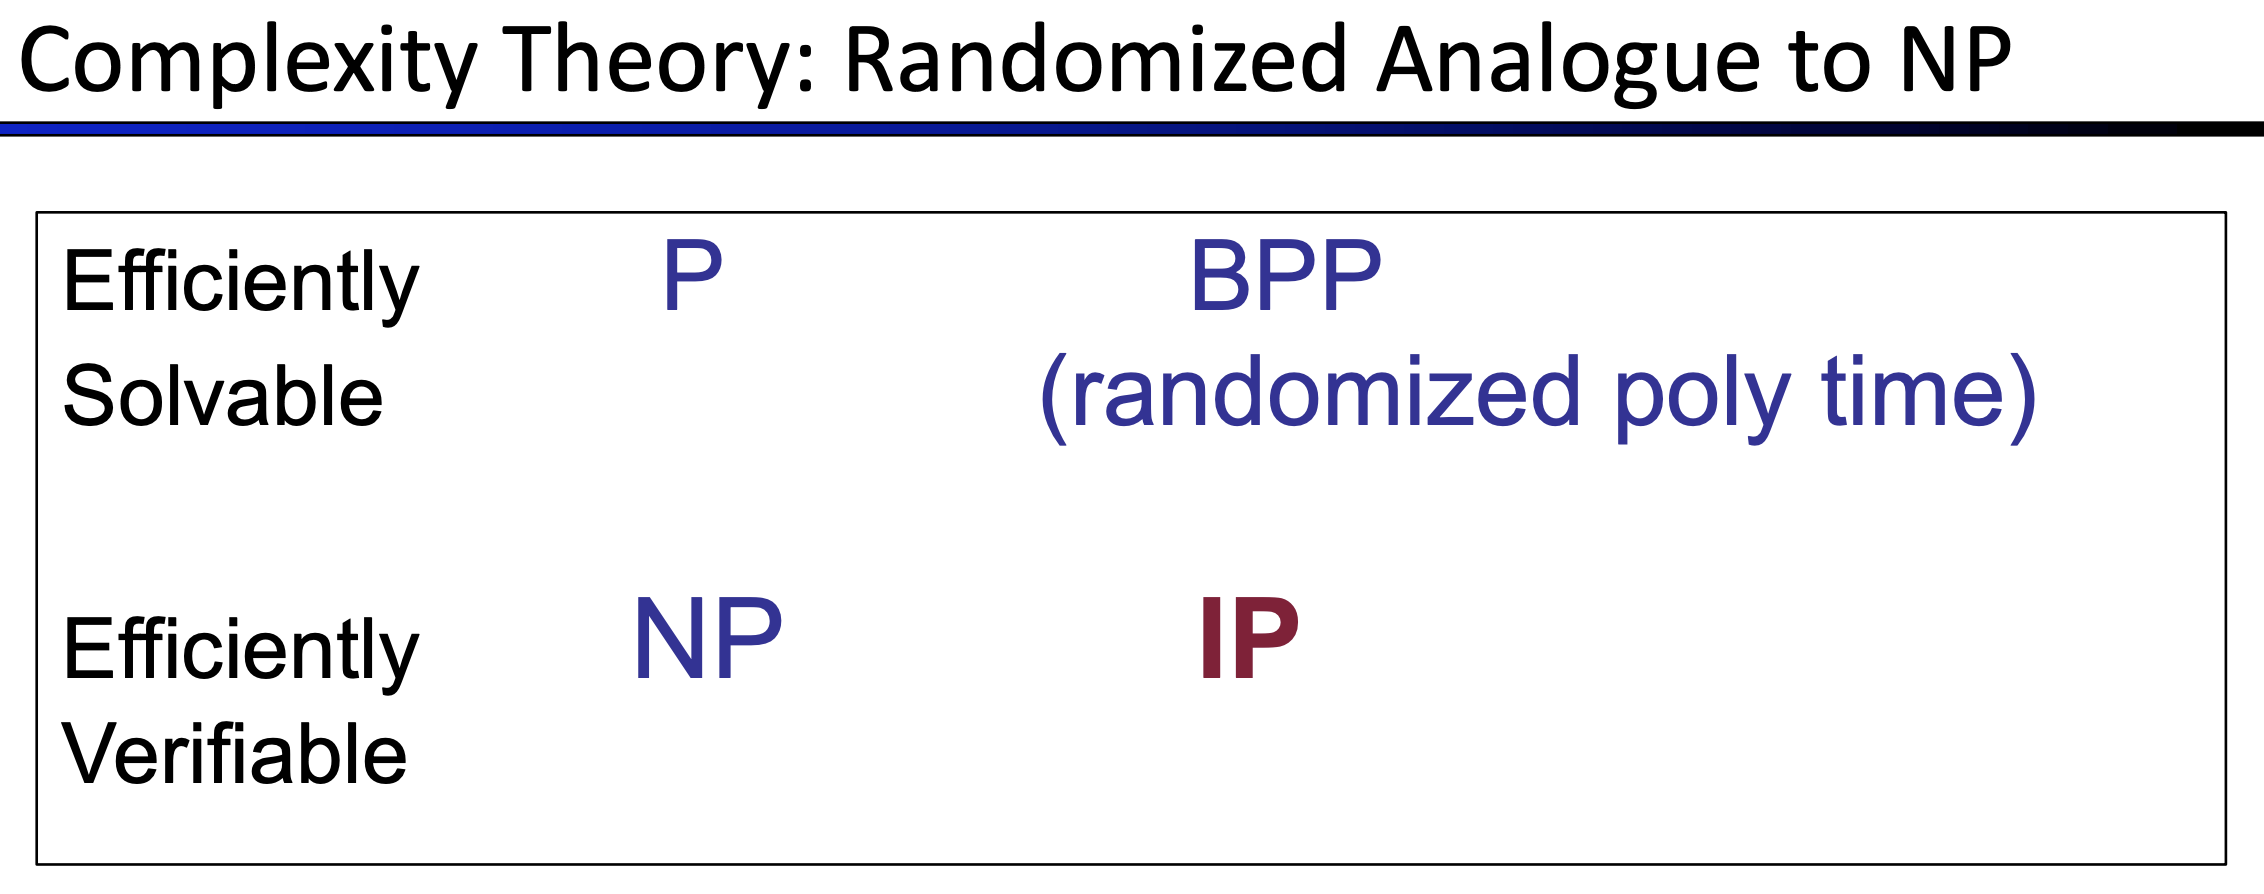 Complexity Theory: Randomized Analogue to NP
Efficiently P BPP
Solvable (randomized poly time)
Efficiently NP IP
Verifiable